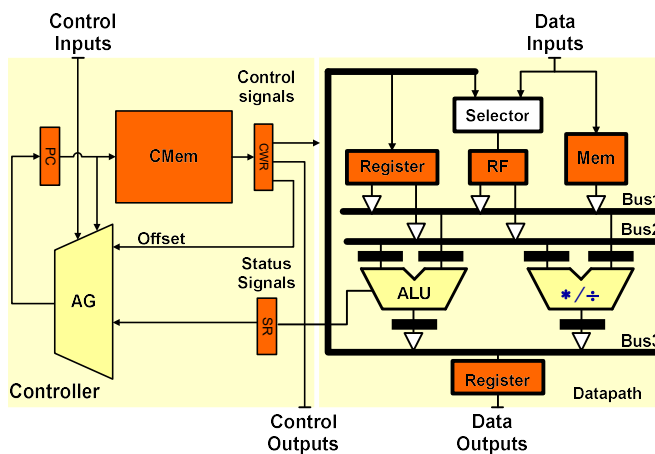 Control
Inputs
Data
Inputs
Control
signals
Selector
PC
CMem
CWR
Register
RF
Mem
Bus1
Bus2
Offset
Status
Signals
AG
SR
ALU
*/÷
Bus3
Controller
Register
Datapath
Control
Outputs
Data
Outputs